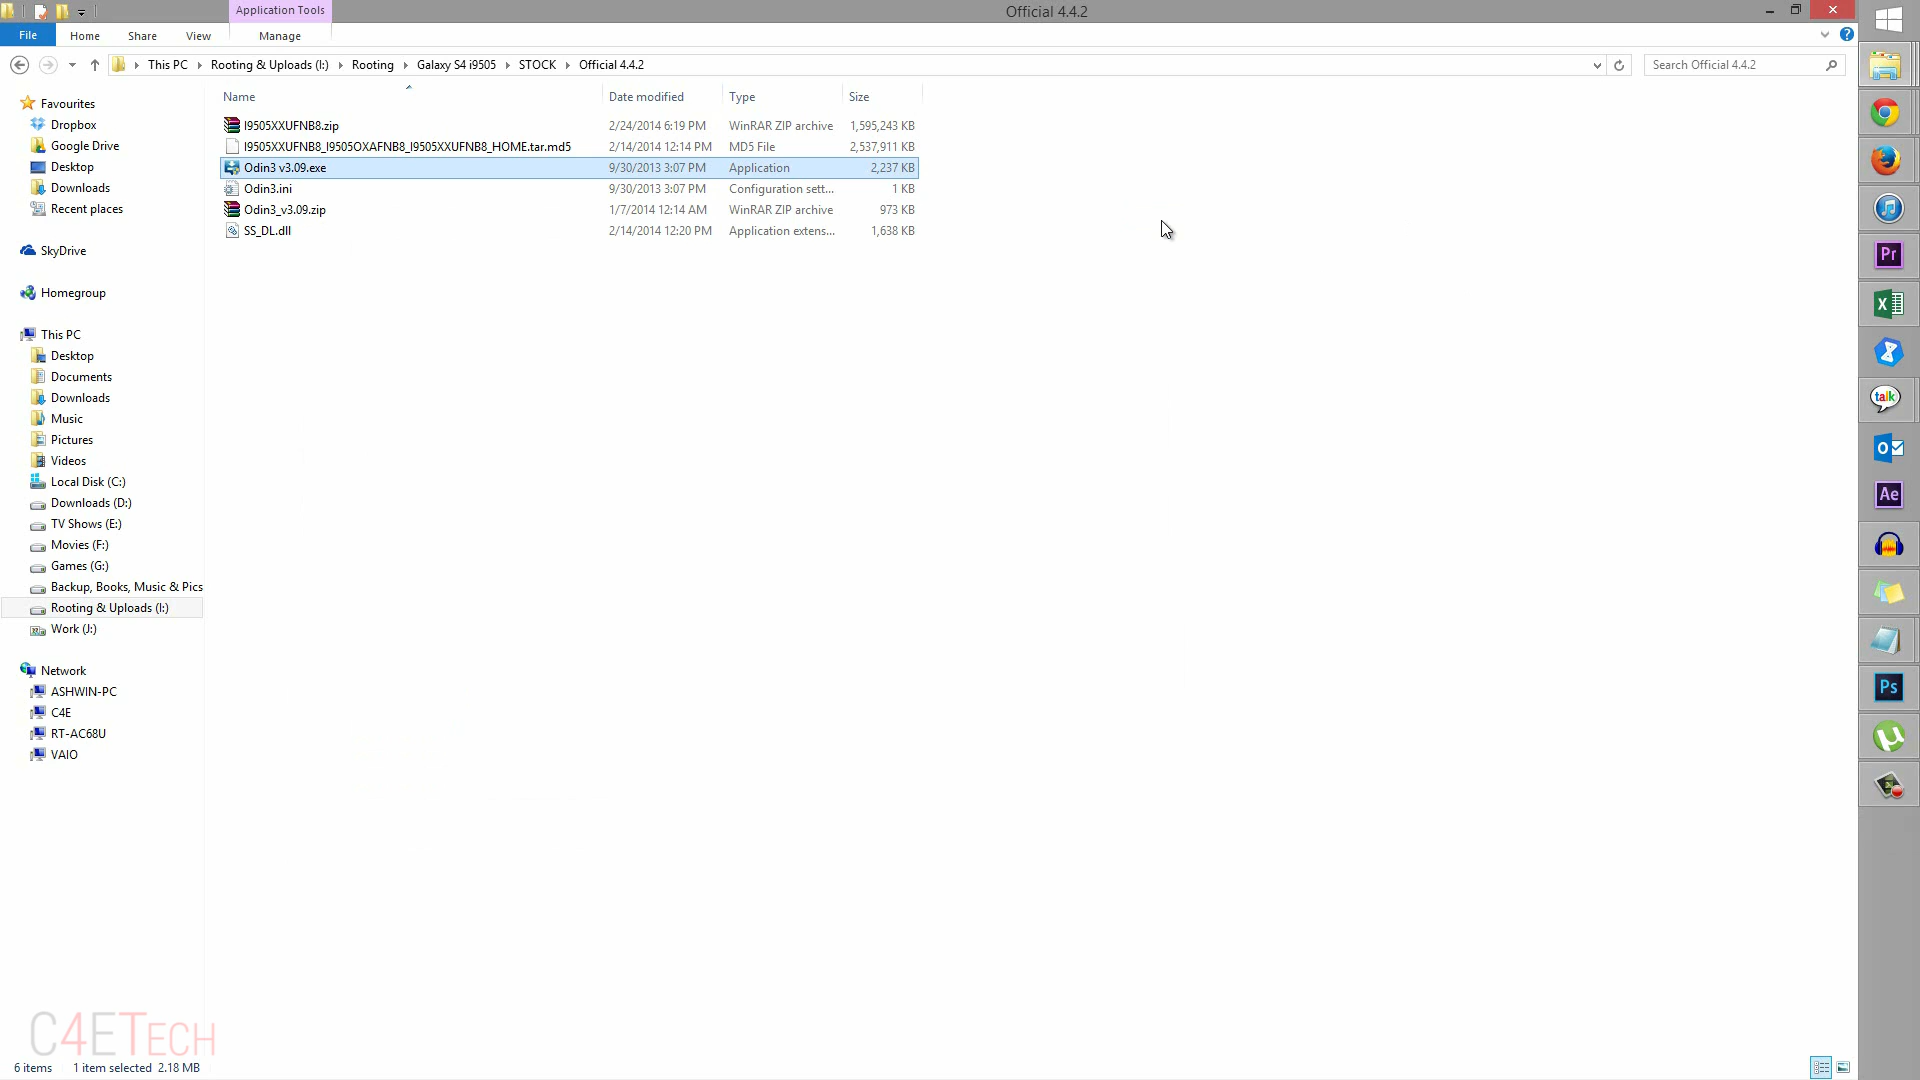 Application Tools
Official 4.4.2
File Home Share View Manage
This PC Rooting & Uploads (I:) Rooting Galaxy S4 i9505 STOCK Official 4.4.2
Search Official 4.4.2
Name Date modified Type Size
I9505XXUFNB8.zip 2/24/2014 6:19 PM WinRAR ZIP archive 1,595,243 KB
I9505XXUFNB8_I9505OXAFNB8_I9505XXUFNB8_HOME.tar.md5 2/14/2014 12:14 PM MD5 File 2,537,911 KB
Odin3 v3.09.exe 9/30/2013 3:07 PM Application 2,237 KB
Odin3.ini 9/30/2013 3:07 PM Configuration sett... 1 KB
Odin3_v3.09.zip 1/7/2014 12:14 AM WinRAR ZIP archive 973 KB
SS_DL.dll 2/14/2014 12:20 PM Application extens... 1,638 KB
Favourites
Dropbox
Google Drive
Desktop
Downloads
Recent places
SkyDrive
Homegroup
This PC
Desktop
Documents
Downloads
Music
Pictures
Videos
Local Disk (C:)
Downloads (D:)
TV Shows (E:)
Movies (F:)
Games (G:)
Backup, Books, Music & Pics
Rooting & Uploads (I:)
Work (J:)
Network
ASHWIN-PC
C4E
RT-AC68U
VAIO
C4ETECH
6 items 1 item selected 2.18 MB
Pr
talk
Ae
Ps